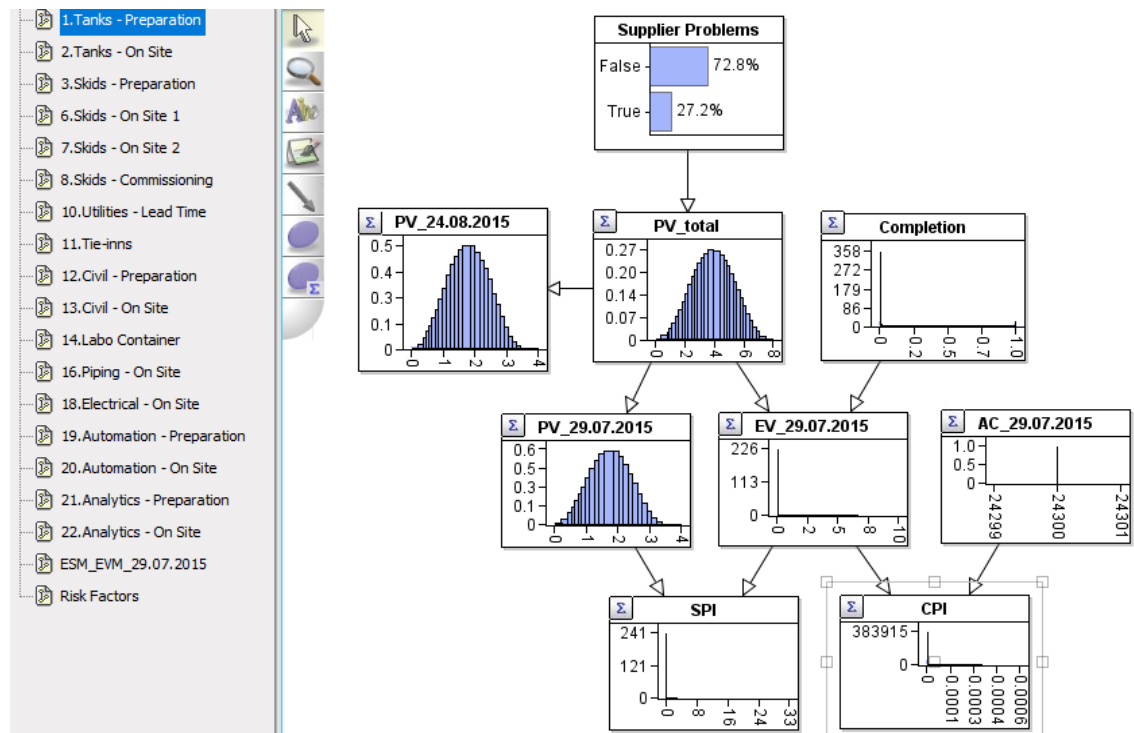 1.Tanks - Preparation
2.Tanks - On Site
3.Skids - Preparation
6.Skids - On Site 1
7.Skids - On Site 2
8.Skids - Commissioning
10.Utilities - Lead Time
11.Tie-inns
12.Civil - Preparation
13.Civil - On Site
14.Labo Container
16.Piping - On Site
18.Electrical - On Site
19.Automation - Preparation
20.Automation - On Site
21.Analytics - Preparation
22.Analytics - On Site
ESM_EVM_29.07.2015
Risk Factors
Abc
Σ
Supplier Problems
False
72.8%
True
27.2%
Σ PV_24.08.2015
0.5
0.4
0.3
0.1
0
0 1 2 3 4
Σ PV_total
0.27
0.20
0.14
0.07
0
0 2 4 6 8
Σ Completion
358
272
179
86
0
0 0.2 0.5 0.7 1.0
Σ PV_29.07.2015
0.6
0.4
0.3
0.1
0
0 1 2 3 4
Σ EV_29.07.2015
226
113
0
0 2 5 8 10
Σ AC_29.07.2015
1.0
0.5
0
24299 24300 24301
Σ SPI
241
121
0
0 8 16 24 33
Σ CPI
383915
0
0 0.0001 0.0003 0.0004 0.0006